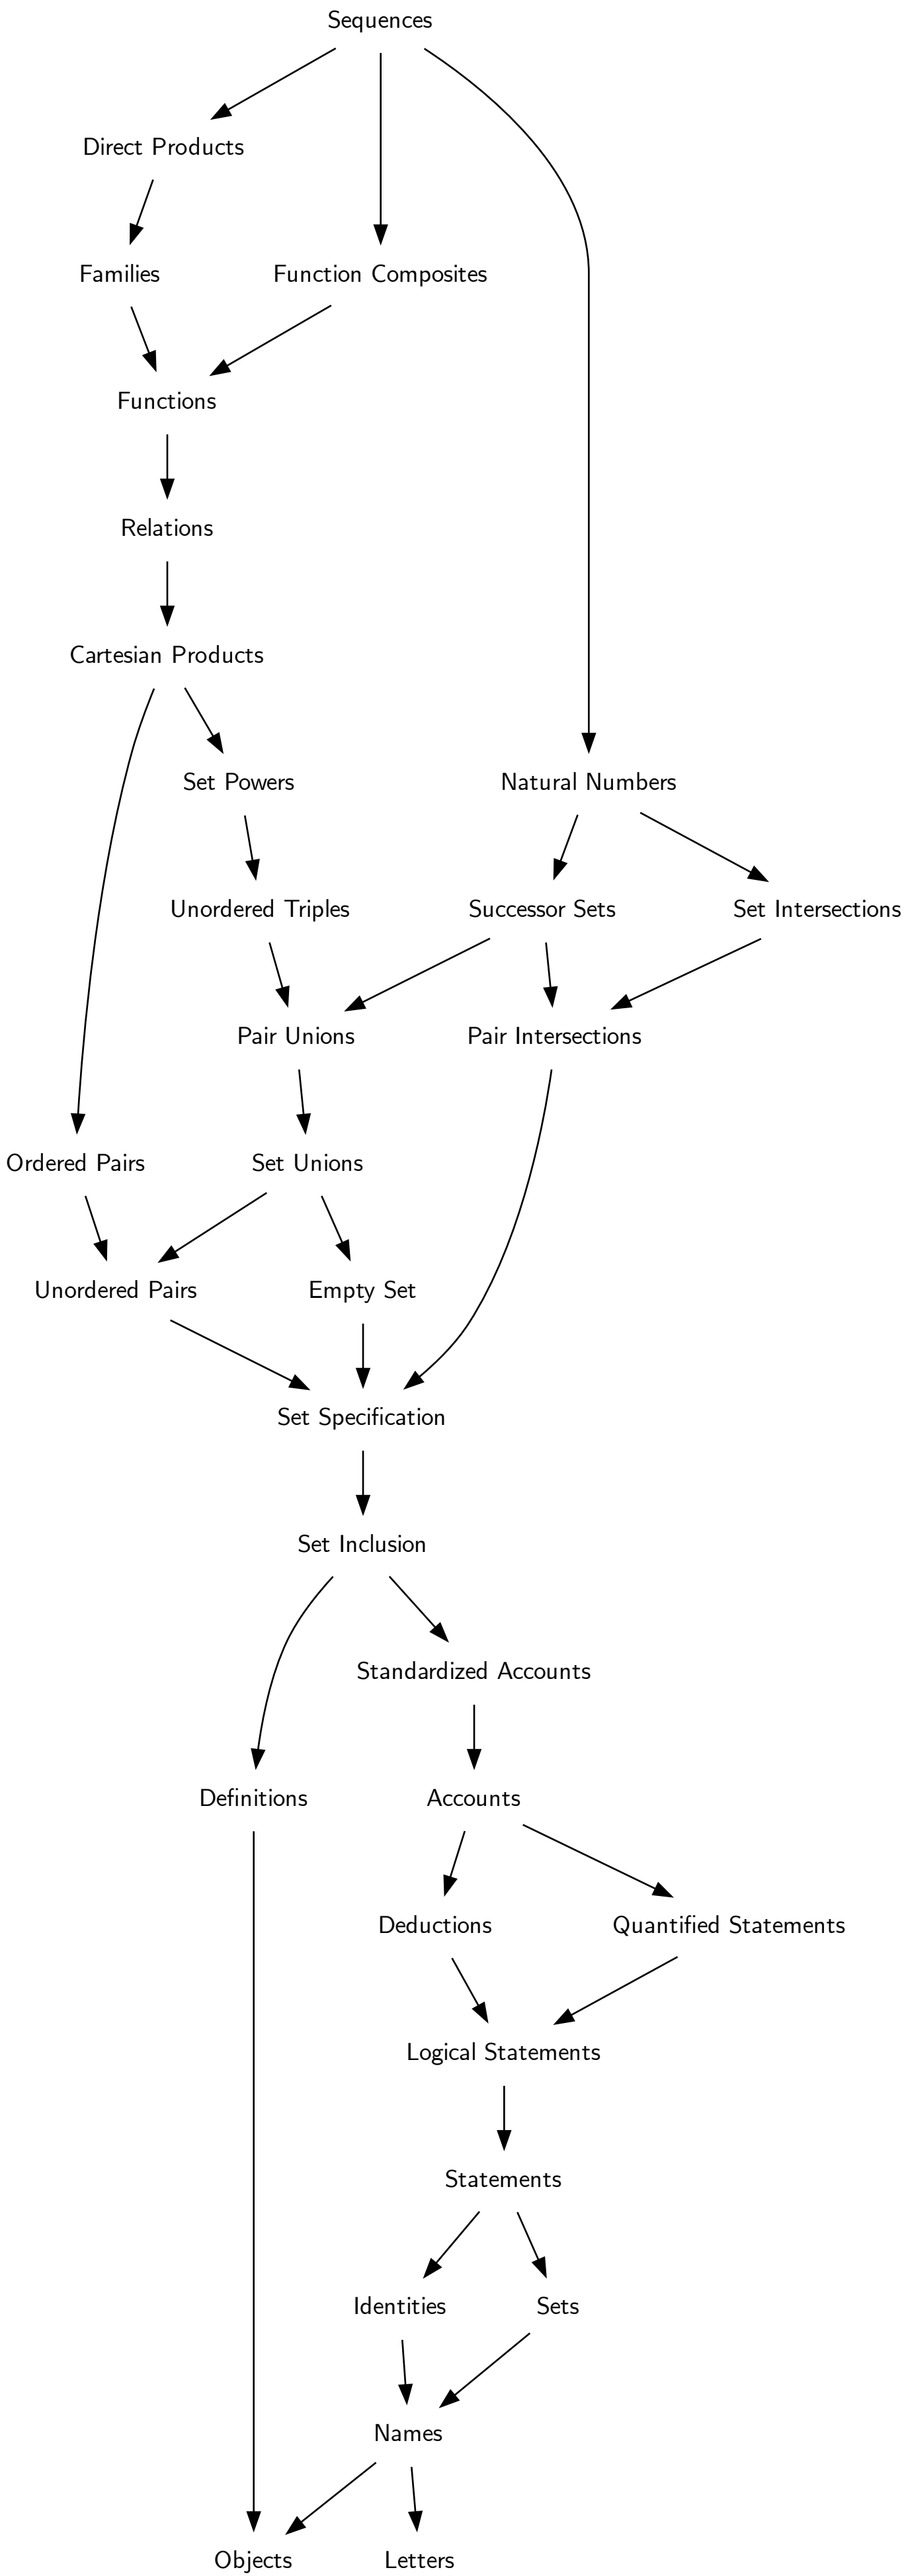 Sequences
Direct Products
Families
Function Composites
Functions
Relations
Cartesian Products
Set Powers
Natural Numbers
Unordered Triples
Successor Sets
Set Intersections
Pair Unions
Pair Intersections
Ordered Pairs
Set Unions
Unordered Pairs
Empty Set
Set Specification
Set Inclusion
Standardized Accounts
Definitions
Accounts
Deductions
Quantified Statements
Logical Statements
Statements
Identities
Sets
Names
Objects
Letters